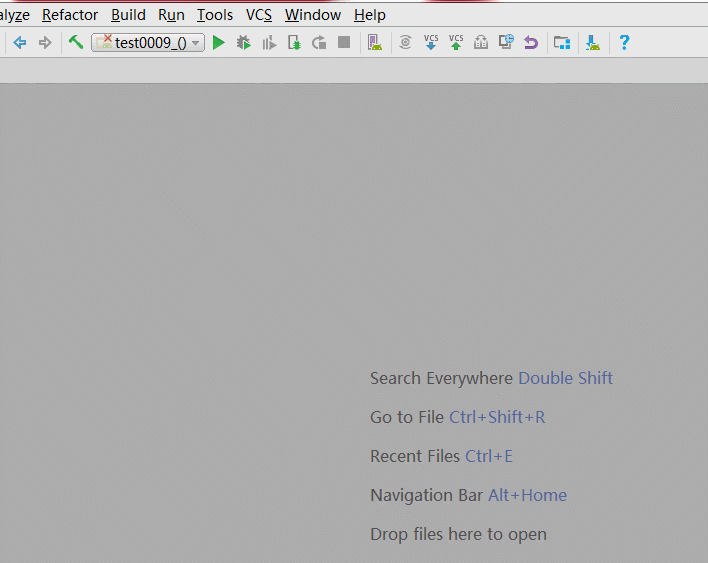 alyze Refactor Build Run Tools VCS Window Help
test0009_() VCS VCS ?
Search Everywhere Double Shift
Go to File Ctrl+Shift+R
Recent Files Ctrl+E
Navigation Bar Alt+Home
Drop files here to open